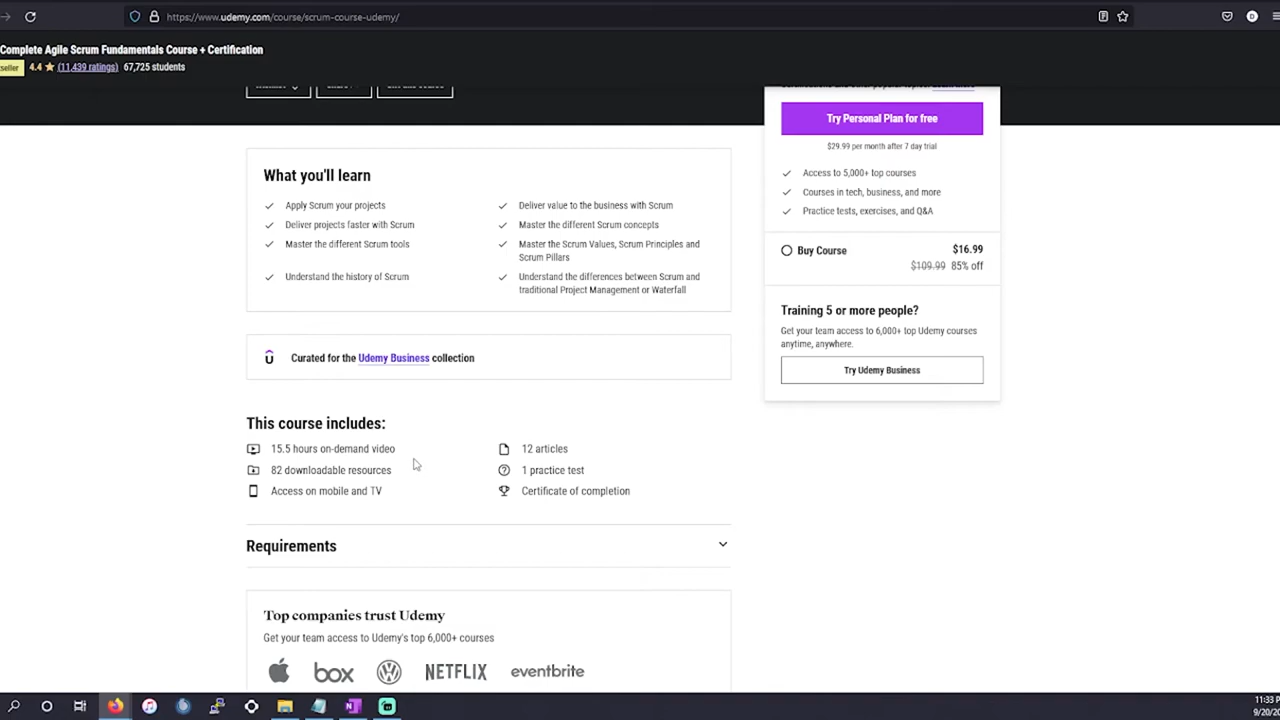 https://www.udemy.com/course/scrum-course-udemy/
Complete Agile Scrum Fundamentals Course + Certification
seller 4.4 (11,439 ratings) 67,725 students
What you'll learn
Apply Scrum your projects
Deliver projects faster with Scrum
Master the different Scrum tools
Understand the history of Scrum
Deliver value to the business with Scrum
Master the different Scrum concepts
Master the Scrum Values, Scrum Principles and
Scrum Pillars
Understand the differences between Scrum and
traditional Project Management or Waterfall
Curated for the Udemy Business collection
This course includes:
15.5 hours on-demand video
82 downloadable resources
Access on mobile and TV
12 articles
1 practice test
Certificate of completion
Requirements
Top companies trust Udemy
Get your team access to Udemy's top 6,000+ courses
box
NETFLIX
eventbrite
Try Personal Plan for free
$29.99 per month after 7 day trial
Access to 5,000+ top courses
Courses in tech, business, and more
Practice tests, exercises, and Q&A
Buy Course $16.99
$109.99 85% off
Training 5 or more people?
Get your team access to 6,000+ top Udemy courses
anytime, anywhere.
Try Udemy Business
11:33
9/20/20